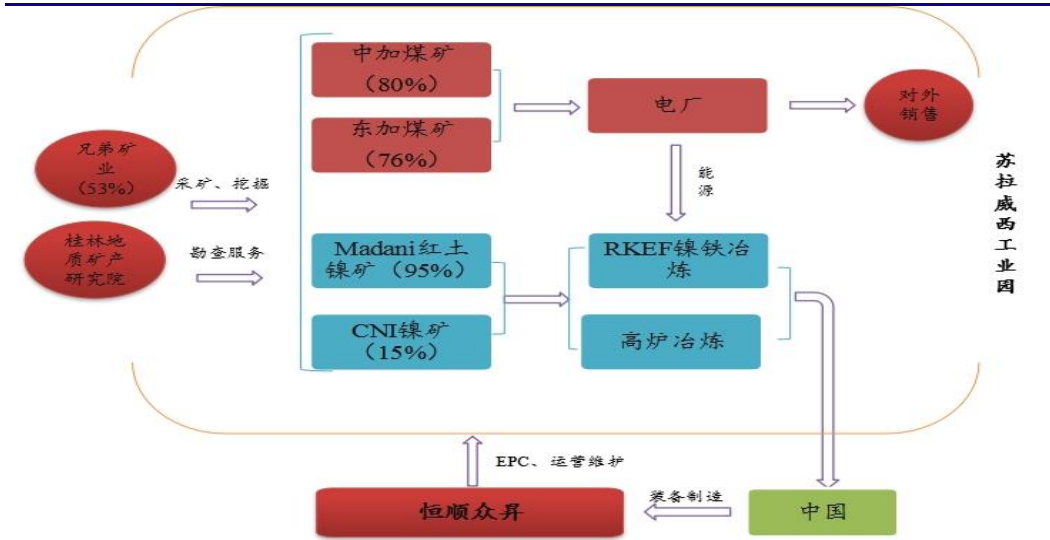 中加煤矿
（80%）
东加煤矿
（76%）
电厂
对外
销售
兄弟矿
业
（53%）
采矿、挖掘
能
源
桂林地
质矿产
研究院
勘查服务
Madani红土
镍矿（95%）
CNI镍矿
（15%）
RKEF镍铁冶
炼
高炉冶炼
苏
拉
威
西
工
业
园
EPC、运营维护
恒顺众昇
装备制造
中国